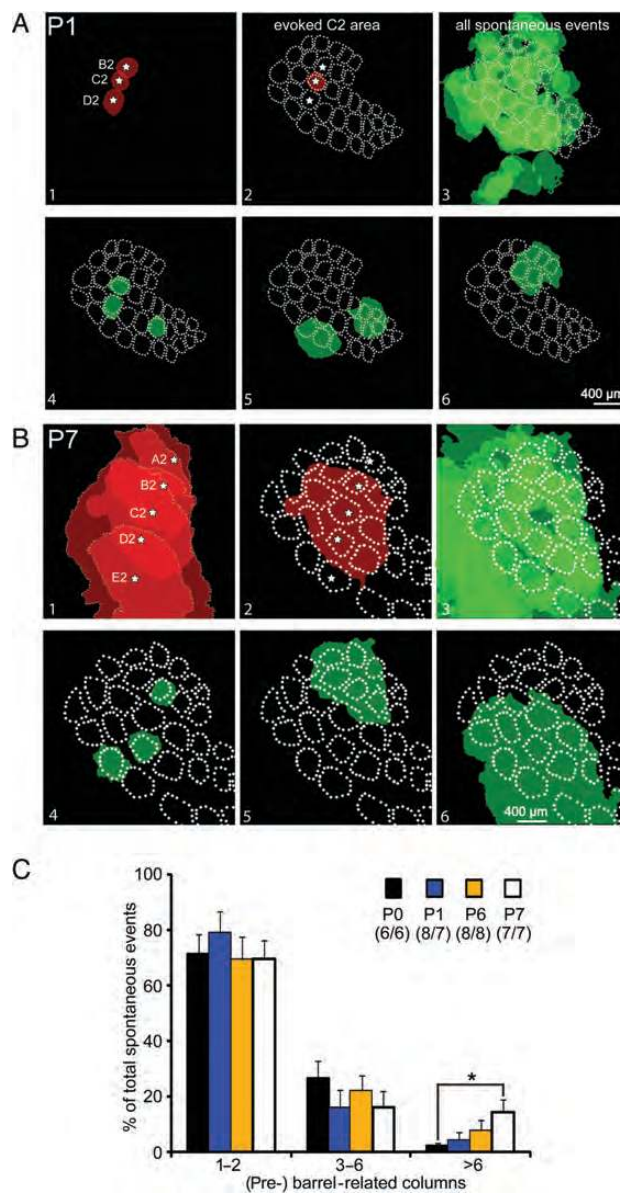 A
P1
evoked C2 area
all spontaneous events
B2
C2
D2
1
2
3
4
5
6
400 µm
B
P7
A2
B2
C2
D2
E2
1
2
3
4
5
6
400 µm
C
% of total spontaneous events
100
80
60
40
20
0
P0 P1 P6 P7
(6/6) (8/7) (8/8) (7/7)
*
1–2 3–6 >6
(Pre-) barrel-related columns